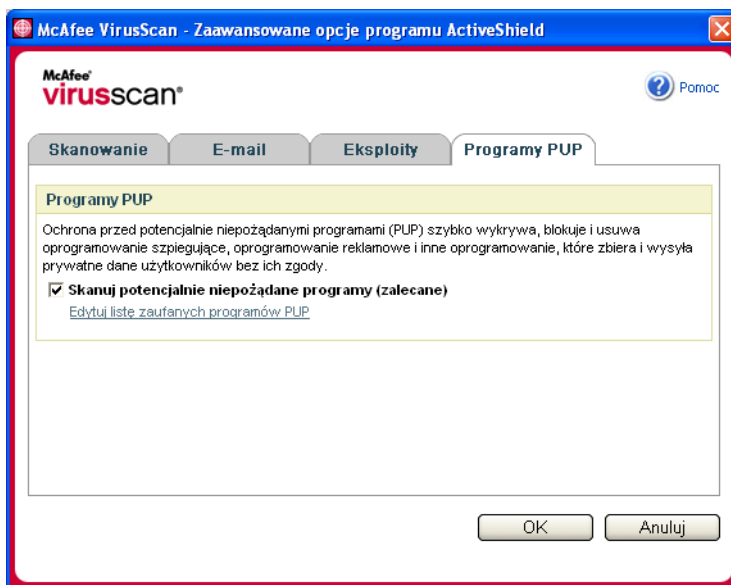 McAfee VirusScan - Zaawansowane opcje programu ActiveShield
McAfee®
virusscan®
Pomoc
Skanowanie
E-mail
Eksploity
Programy PUP
Programy PUP
Ochrona przed potencjalnie niepożądanymi programami (PUP) szybko wykrywa, blokuje i usuwa
oprogramowanie szpiegujące, oprogramowanie reklamowe i inne oprogramowanie, które zbiera i wysyła
prywatne dane użytkowników bez ich zgody.
Skanuj potencjalnie niepożądane programy (zalecane)
Edytuj listę zaufanych programów PUP
OK
Anuluj